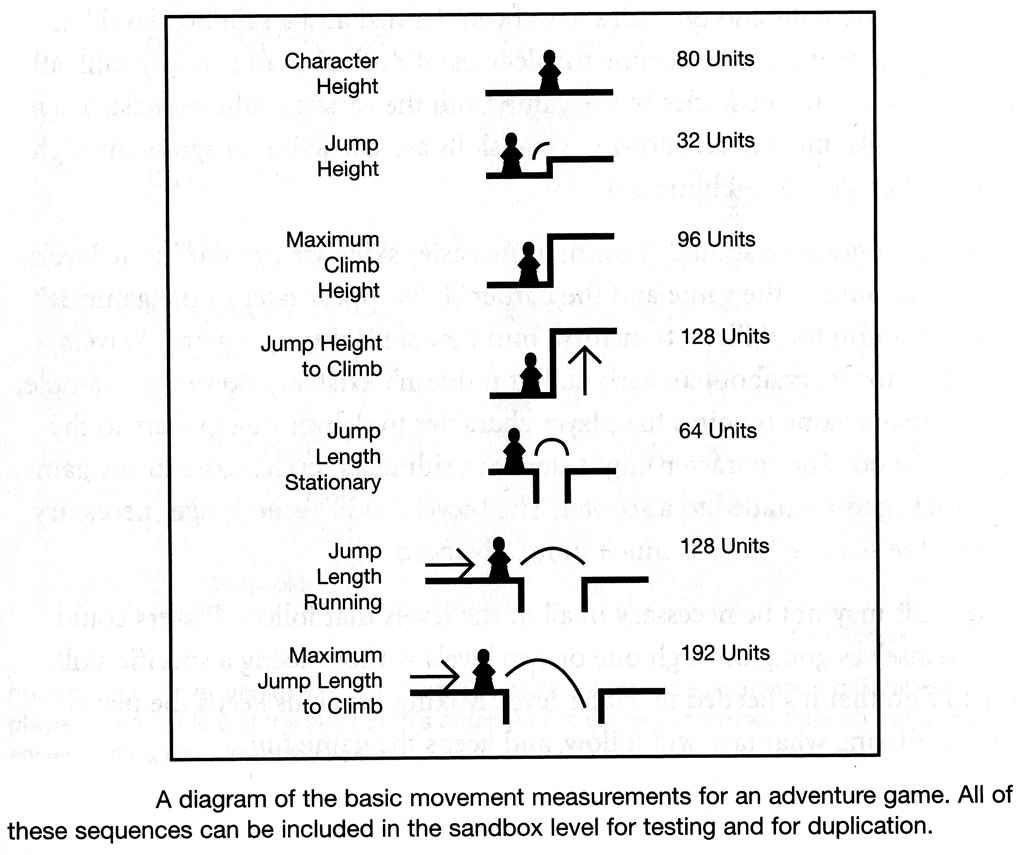 Character
Height
80 Units
Jump
Height
32 Units
Maximum
Climb
Height
96 Units
Jump Height
to Climb
128 Units
Jump
Length
Stationary
64 Units
Jump
Length
Running
128 Units
Maximum
Jump Length
to Climb
192 Units
A diagram of the basic movement measurements for an adventure game. All of
these sequences can be included in the sandbox level for testing and for duplication.